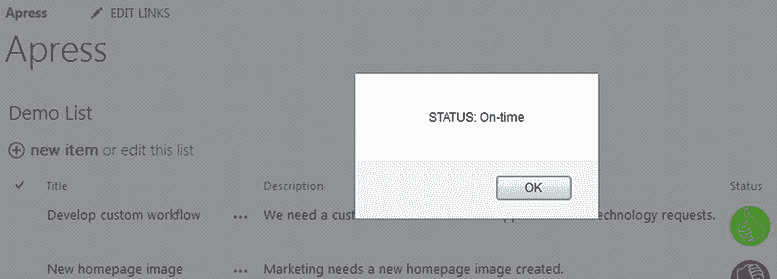 Apress EDIT LINKS
Apress
Demo List
STATUS: On-time
new item or edit this list
OK
Title Description Status
Develop custom workflow ... We need a cust technology requests.
New homepage image ... Marketing needs a new homepage image created.